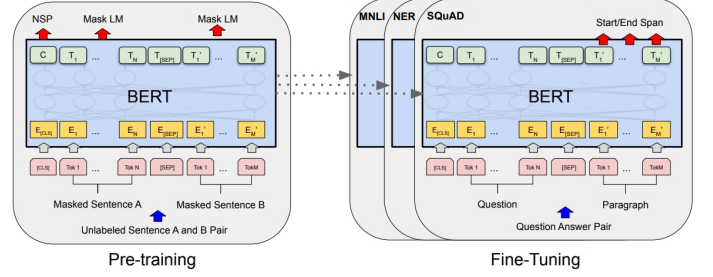 NSP Mask LM Mask LM
C T1 ... TN T[SEP] T1' ... TM'
BERT
E[CLS] E1 ... EN E[SEP] E1' ... EM'
[CLS] Tok 1 ... Tok N [SEP] Tok 1 ... TokM
Masked Sentence A Masked Sentence B
Unlabeled Sentence A and B Pair
Pre-training
MNLI NER SQuAD
Start/End Span
C T1 ... TN T[SEP] T1' ... TM'
BERT
E[CLS] E1 ... EN E[SEP] E1' ... EM'
[CLS] Tok 1 ... Tok N [SEP] Tok 1 ... TokM
Question Paragraph
Question Answer Pair
Fine-Tuning